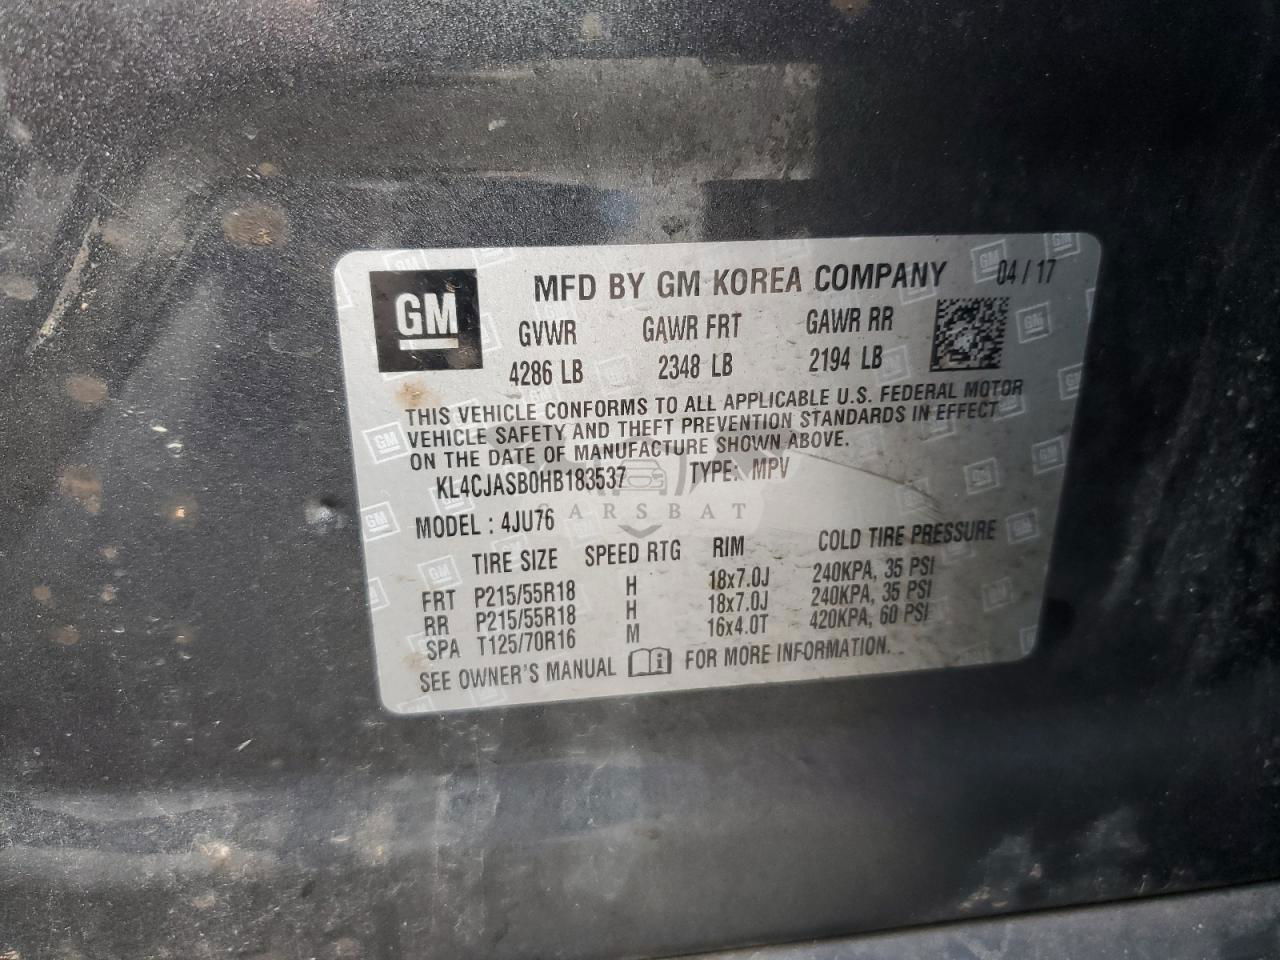 GM
MFD BY GM KOREA COMPANY 04 / 17
GVWR GAWR FRT GAWR RR
4286 LB 2348 LB 2194 LB
THIS VEHICLE CONFORMS TO ALL APPLICABLE U.S. FEDERAL MOTOR
VEHICLE SAFETY AND THEFT PREVENTION STANDARDS IN EFFECT
ON THE DATE OF MANUFACTURE SHOWN ABOVE.
KL4CJASB0HB183537 TYPE: MPV
CARSBAT
MODEL : 4JU76
TIRE SIZE SPEED RTG RIM COLD TIRE PRESSURE
FRT P215/55R18 H 18x7.0J 240KPA, 35 PSI
RR P215/55R18 H 18x7.0J 240KPA, 35 PSI
SPA T125/70R16 M 16x4.0T 420KPA, 60 PSI
SEE OWNER'S MANUAL FOR MORE INFORMATION.